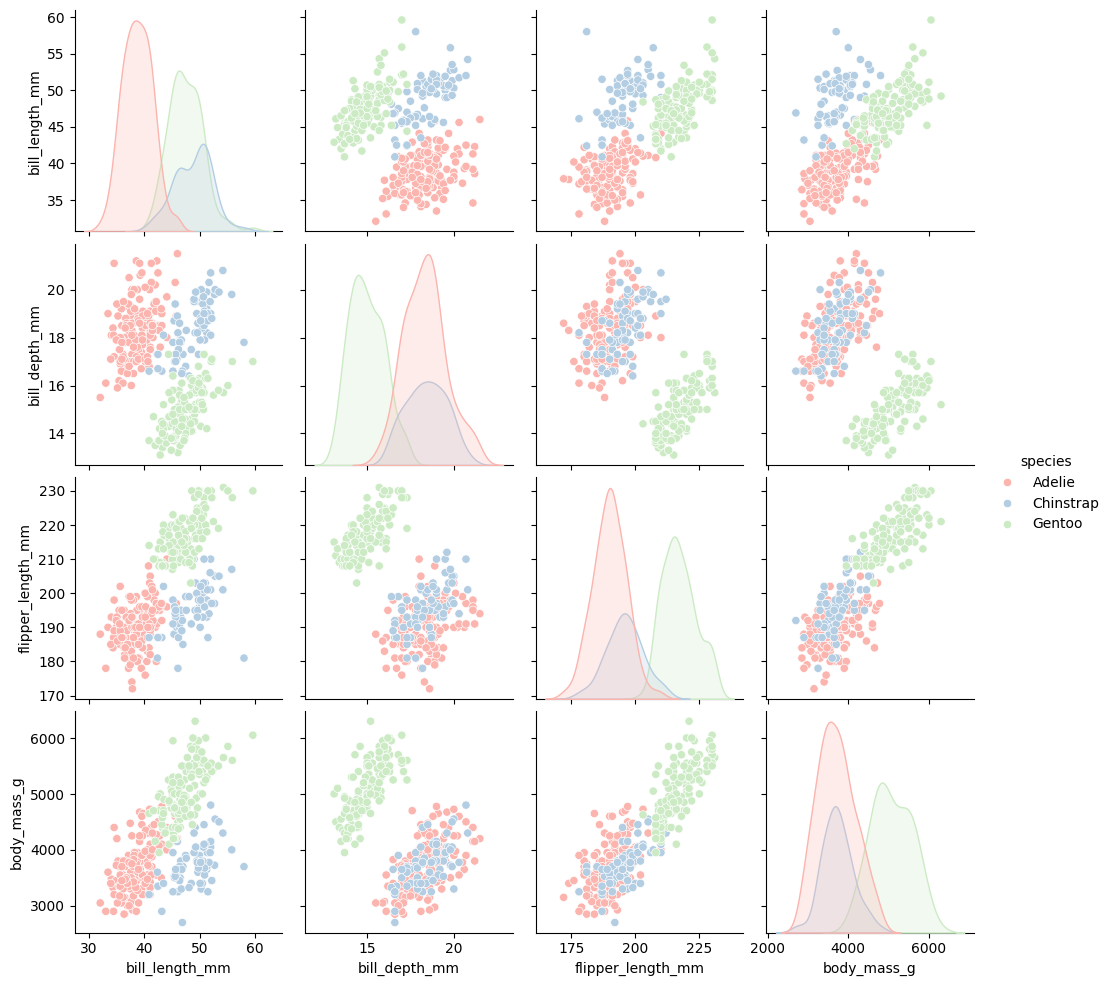 bill_length_mm
60
55
50
45
40
35
bill_depth_mm
20
18
16
14
flipper_length_mm
230
220
210
200
190
180
170
body_mass_g
6000
5000
4000
3000
30 40 50 60
bill_length_mm
15 20
bill_depth_mm
175 200 225
flipper_length_mm
2000 4000 6000
body_mass_g
species
Adelie
Chinstrap
Gentoo